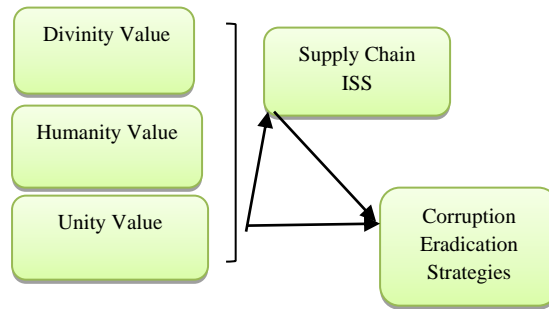 Divinity Value
Supply Chain
ISS
Humanity Value
Unity Value
Corruption
Eradication
Strategies